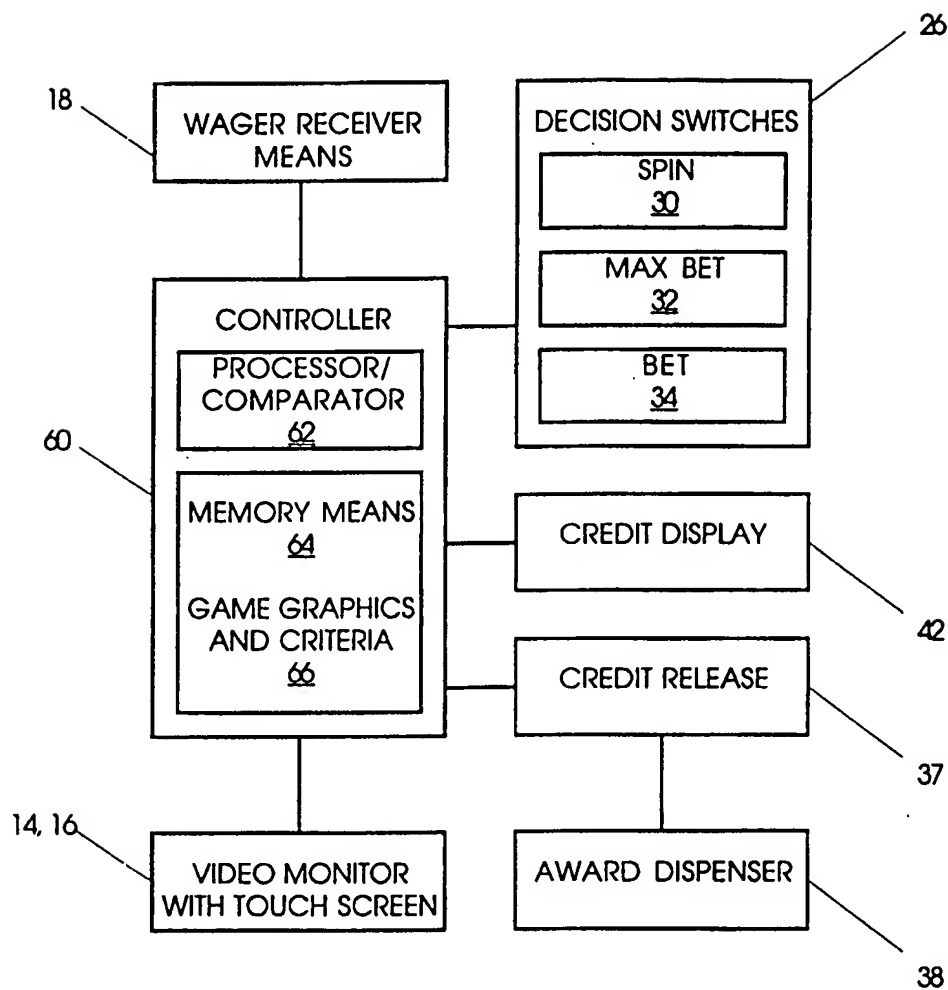 26
18
WAGER RECEIVER
MEANS
DECISION SWITCHES
SPIN
30
MAX BET
32
BET
34
CONTROLLER
PROCESSOR/
COMPARATOR
62
60
MEMORY MEANS
64
GAME GRAPHICS
AND CRITERIA
66
CREDIT DISPLAY
42
CREDIT RELEASE
37
14, 16
VIDEO MONITOR
WITH TOUCH SCREEN
AWARD DISPENSER
38